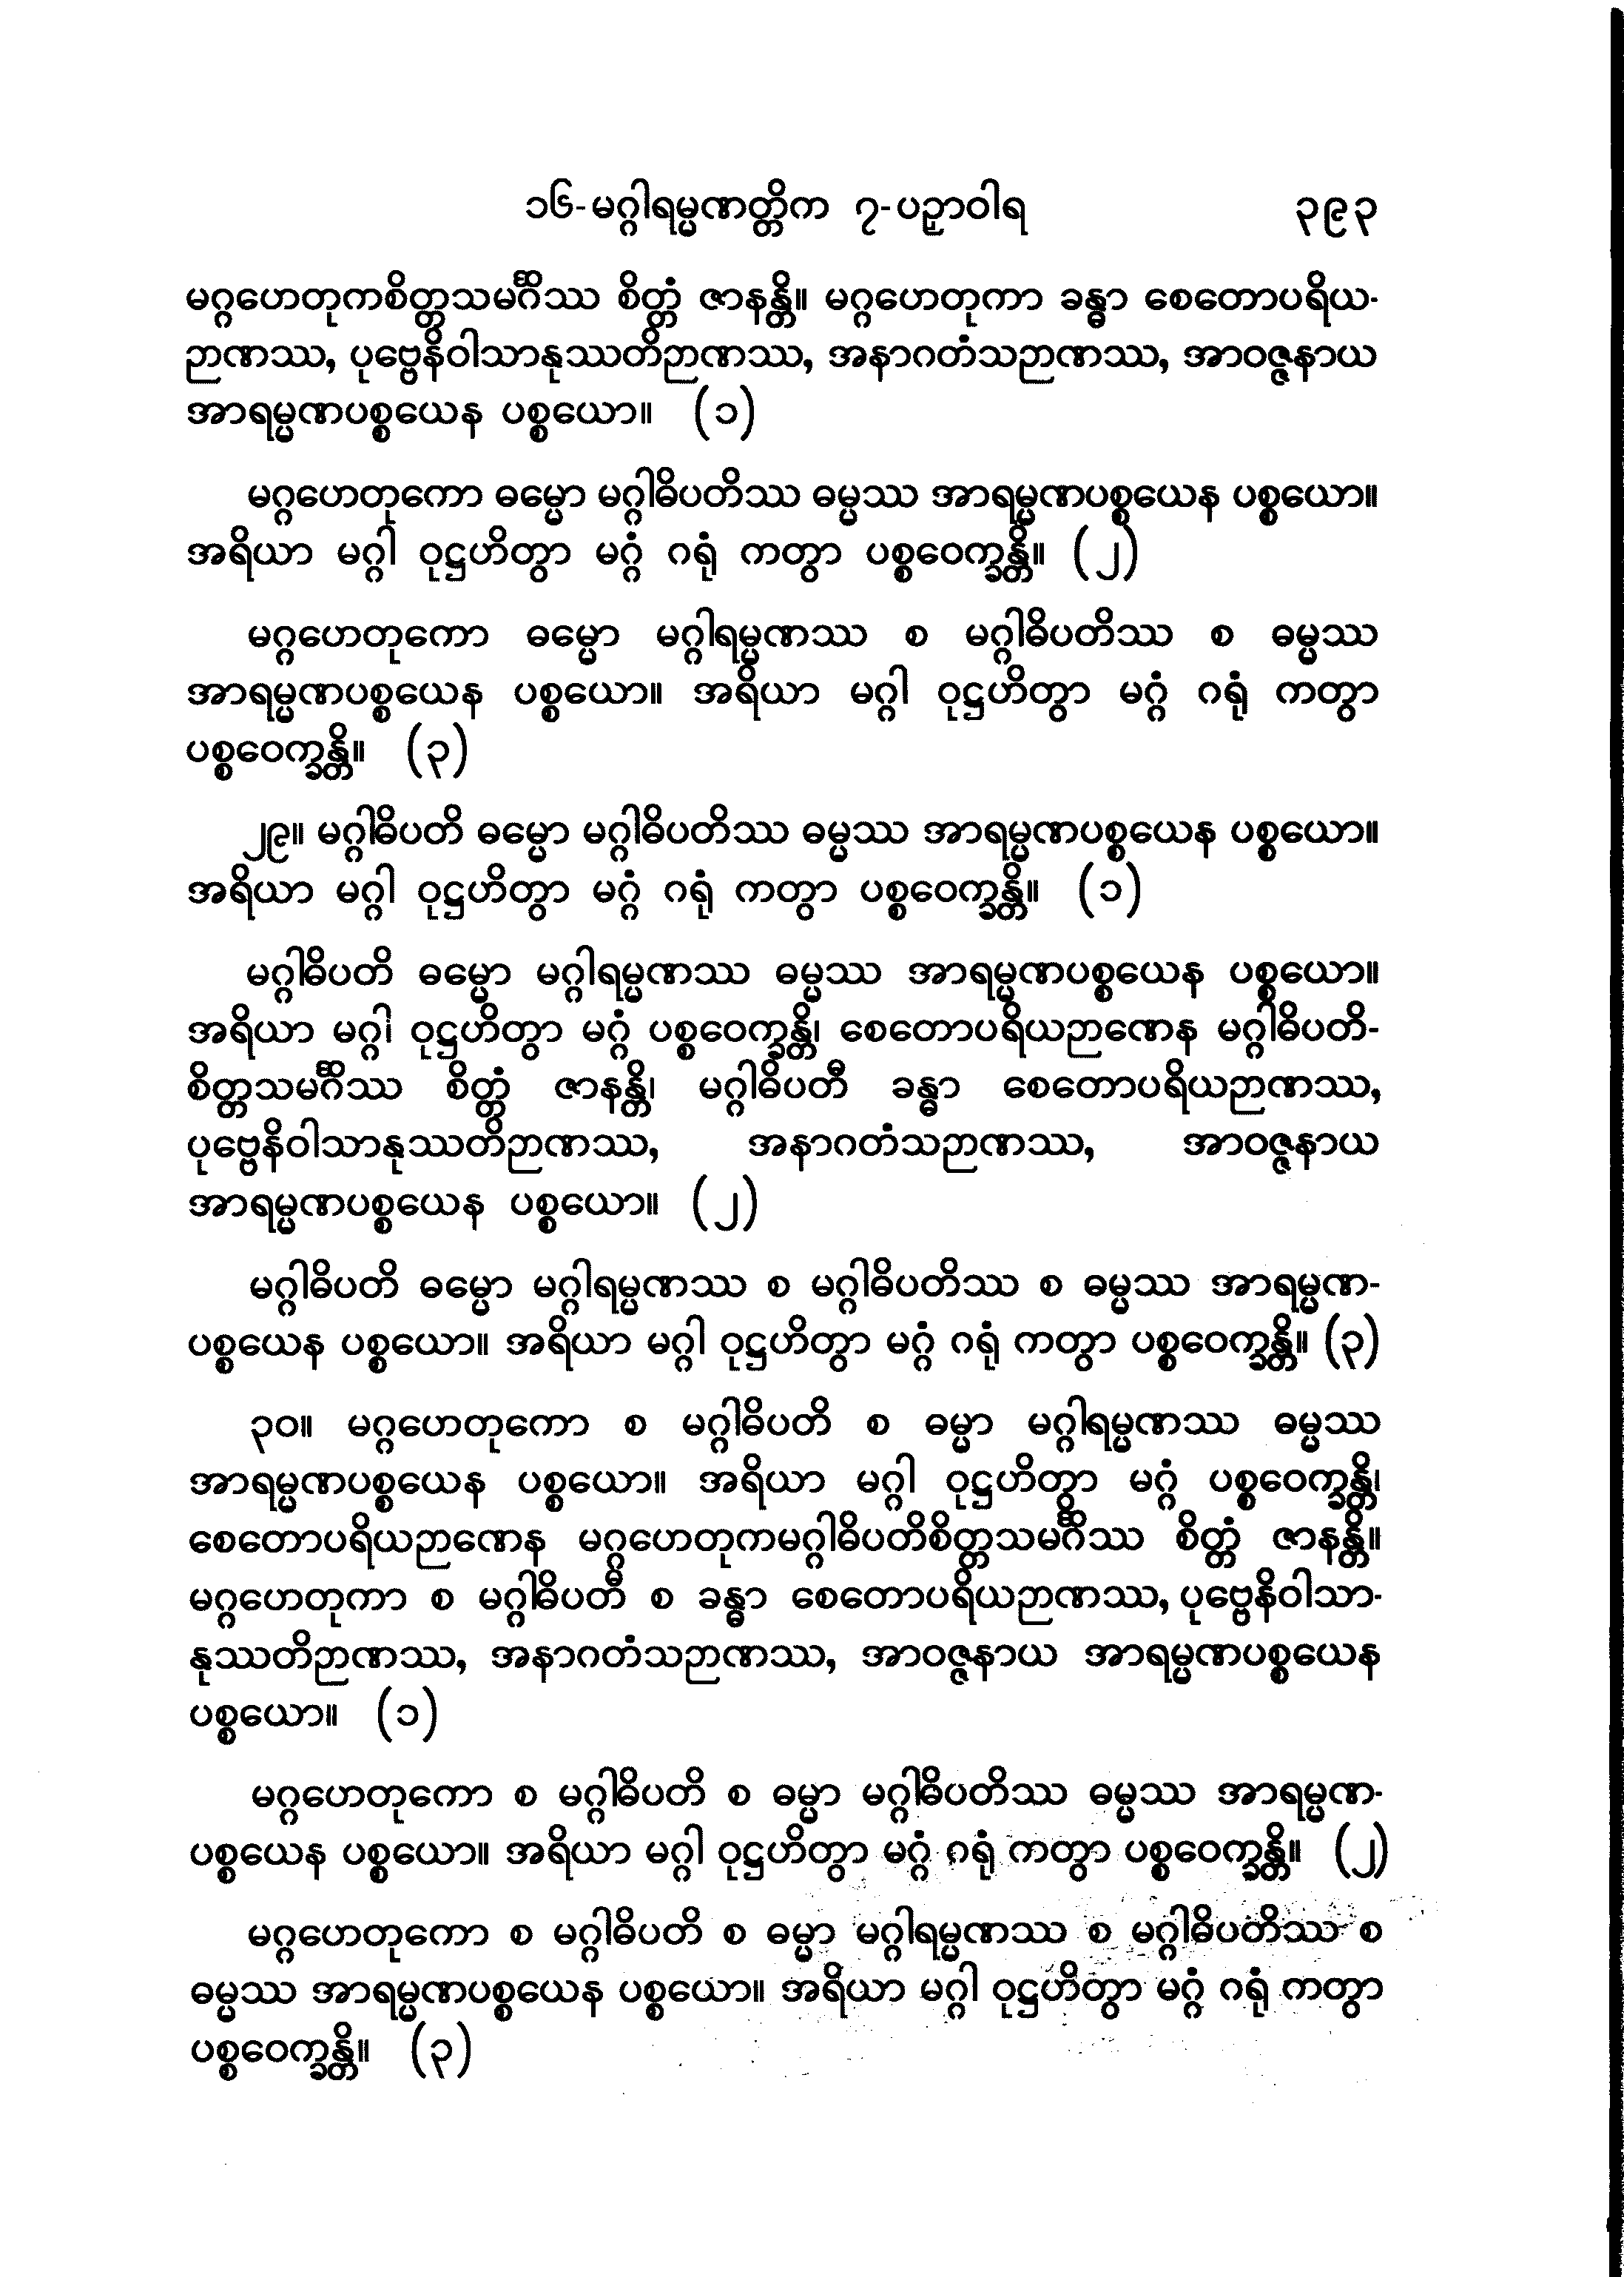 ၁၆-မဂ္ဂါရမ္မဏတ္တိက ၇-ပဉှာဝါရ ၃၉၃
မဂ္ဂဟေတုကစိတ္တသမင်္ဂိဿ စိတ္တံ ဇာနန္တိ။ မဂ္ဂဟေတုကာ ခန္ဓာ စေတောပရိယ-
ဉာဏဿ, ပုဗ္ဗေနိဝါသာနုဿတိဉာဏဿ, အနာဂတံသဉာဏဿ, အာဝဇ္ဇနာယ
အာရမ္မဏပစ္စယေန ပစ္စယော။ (၁)
မဂ္ဂဟေတုကော ဓမ္မော မဂ္ဂါဓိပတိဿ ဓမ္မဿ အာရမ္မဏပစ္စယေန ပစ္စယော။
အရိယာ မဂ္ဂါ ဝုဋ္ဌဟိတွာ မဂ္ဂံ ဂရုံ ကတွာ ပစ္စဝေက္ခန္တိ။ (၂)
မဂ္ဂဟေတုကော ဓမ္မော မဂ္ဂါရမ္မဏဿ စ မဂ္ဂါဓိပတိဿ စ ဓမ္မဿ
အာရမ္မဏပစ္စယေန ပစ္စယော။ အရိယာ မဂ္ဂါ ဝုဋ္ဌဟိတွာ မဂ္ဂံ ဂရုံ ကတွာ
ပစ္စဝေက္ခန္တိ။ (၃)
၂၉။ မဂ္ဂါဓိပတိ ဓမ္မော မဂ္ဂါဓိပတိဿ ဓမ္မဿ အာရမ္မဏပစ္စယေန ပစ္စယော။
အရိယာ မဂ္ဂါ ဝုဋ္ဌဟိတွာ မဂ္ဂံ ဂရုံ ကတွာ ပစ္စဝေက္ခန္တိ။ (၁)
မဂ္ဂါဓိပတိ ဓမ္မော မဂ္ဂါရမ္မဏဿ ဓမ္မဿ အာရမ္မဏပစ္စယေန ပစ္စယော။
အရိယာ မဂ္ဂါ ဝုဋ္ဌဟိတွာ မဂ္ဂံ ပစ္စဝေက္ခန္တိ၊ စေတောပရိယဉာဏေန မဂ္ဂါဓိပတိ-
စိတ္တသမင်္ဂိဿ စိတ္တံ ဇာနန္တိ၊ မဂ္ဂါဓိပတီ ခန္ဓာ စေတောပရိယဉာဏဿ,
ပုဗ္ဗေနိဝါသာနုဿတိဉာဏဿ, အနာဂတံသဉာဏဿ, အာဝဇ္ဇနာယ
အာရမ္မဏပစ္စယေန ပစ္စယော။ (၂)
မဂ္ဂါဓိပတိ ဓမ္မော မဂ္ဂါရမ္မဏဿ စ မဂ္ဂါဓိပတိဿ စ ဓမ္မဿ အာရမ္မဏ-
ပစ္စယေန ပစ္စယော။ အရိယာ မဂ္ဂါ ဝုဋ္ဌဟိတွာ မဂ္ဂံ ဂရုံ ကတွာ ပစ္စဝေက္ခန္တိ။ (၃)
၃၀။ မဂ္ဂဟေတုကော စ မဂ္ဂါဓိပတိ စ ဓမ္မာ မဂ္ဂါရမ္မဏဿ ဓမ္မဿ
အာရမ္မဏပစ္စယေန ပစ္စယော။ အရိယာ မဂ္ဂါ ဝုဋ္ဌဟိတွာ မဂ္ဂံ ပစ္စဝေက္ခန္တိ၊
စေတောပရိယဉာဏေန မဂ္ဂဟေတုကမဂ္ဂါဓိပတိစိတ္တသမင်္ဂိဿ စိတ္တံ ဇာနန္တိ။
မဂ္ဂဟေတုကာ စ မဂ္ဂါဓိပတီ စ ခန္ဓာ စေတောပရိယဉာဏဿ, ပုဗ္ဗေနိဝါသာ-
နုဿတိဉာဏဿ, အနာဂတံသဉာဏဿ, အာဝဇ္ဇနာယ အာရမ္မဏပစ္စယေန
ပစ္စယော။ (၁)
မဂ္ဂဟေတုကော စ မဂ္ဂါဓိပတိ စ ဓမ္မာ မဂ္ဂါဓိပတိဿ ဓမ္မဿ အာရမ္မဏ-
ပစ္စယေန ပစ္စယော။ အရိယာ မဂ္ဂါ ဝုဋ္ဌဟိတွာ မဂ္ဂံ ဂရုံ ကတွာ ပစ္စဝေက္ခန္တိ။ (၂)
မဂ္ဂဟေတုကော စ မဂ္ဂါဓိပတိ စ ဓမ္မာ မဂ္ဂါရမ္မဏဿ စ မဂ္ဂါဓိပတိဿ စ
ဓမ္မဿ အာရမ္မဏပစ္စယေန ပစ္စယော။ အရိယာ မဂ္ဂါ ဝုဋ္ဌဟိတွာ မဂ္ဂံ ဂရုံ ကတွာ
ပစ္စဝေက္ခန္တိ။ (၃)